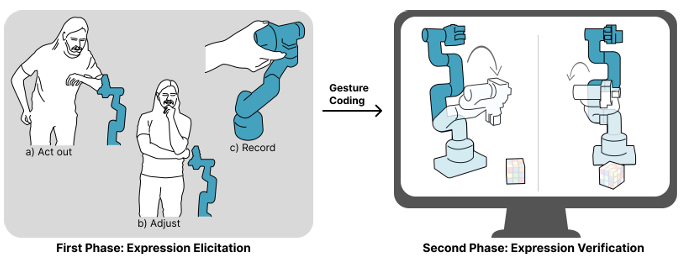 a) Act out
b) Adjust
c) Record
Gesture
Coding
First Phase: Expression Elicitation
Second Phase: Expression Verification